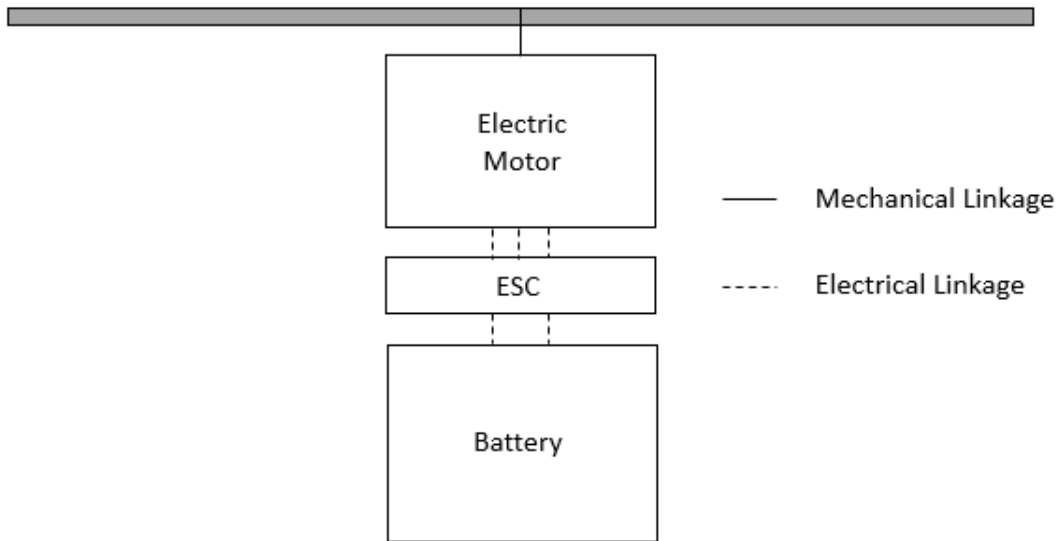 Electric
Motor
Mechanical Linkage
ESC
Electrical Linkage
Battery